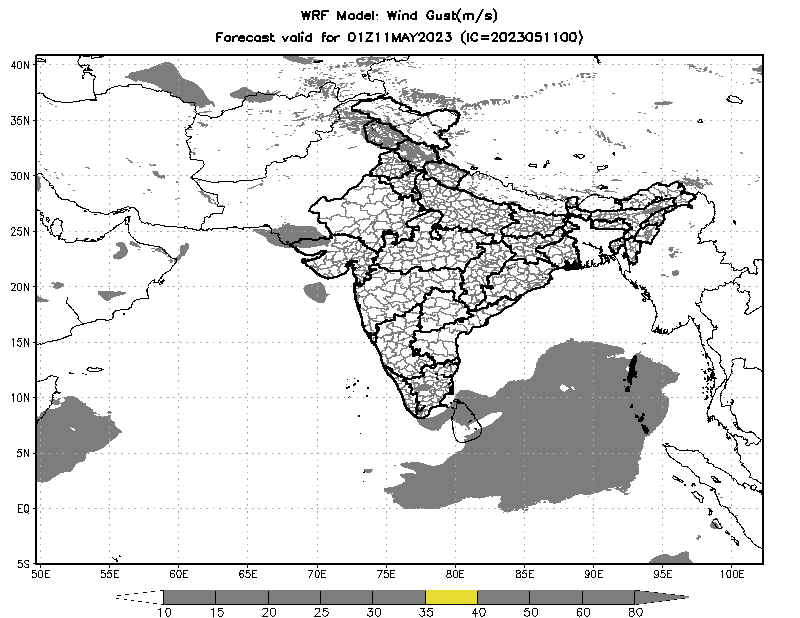 WRF Model: Wind Gust(m/s)
Forecast valid for 01Z11MAY2023 (IC=2023051100)
40N
35N
30N
25N
20N
15N
10N
5N
EQ
5S
50E 55E 60E 65E 70E 75E 80E 85E 90E 95E 100E
10 15 20 25 30 35 40 50 60 80